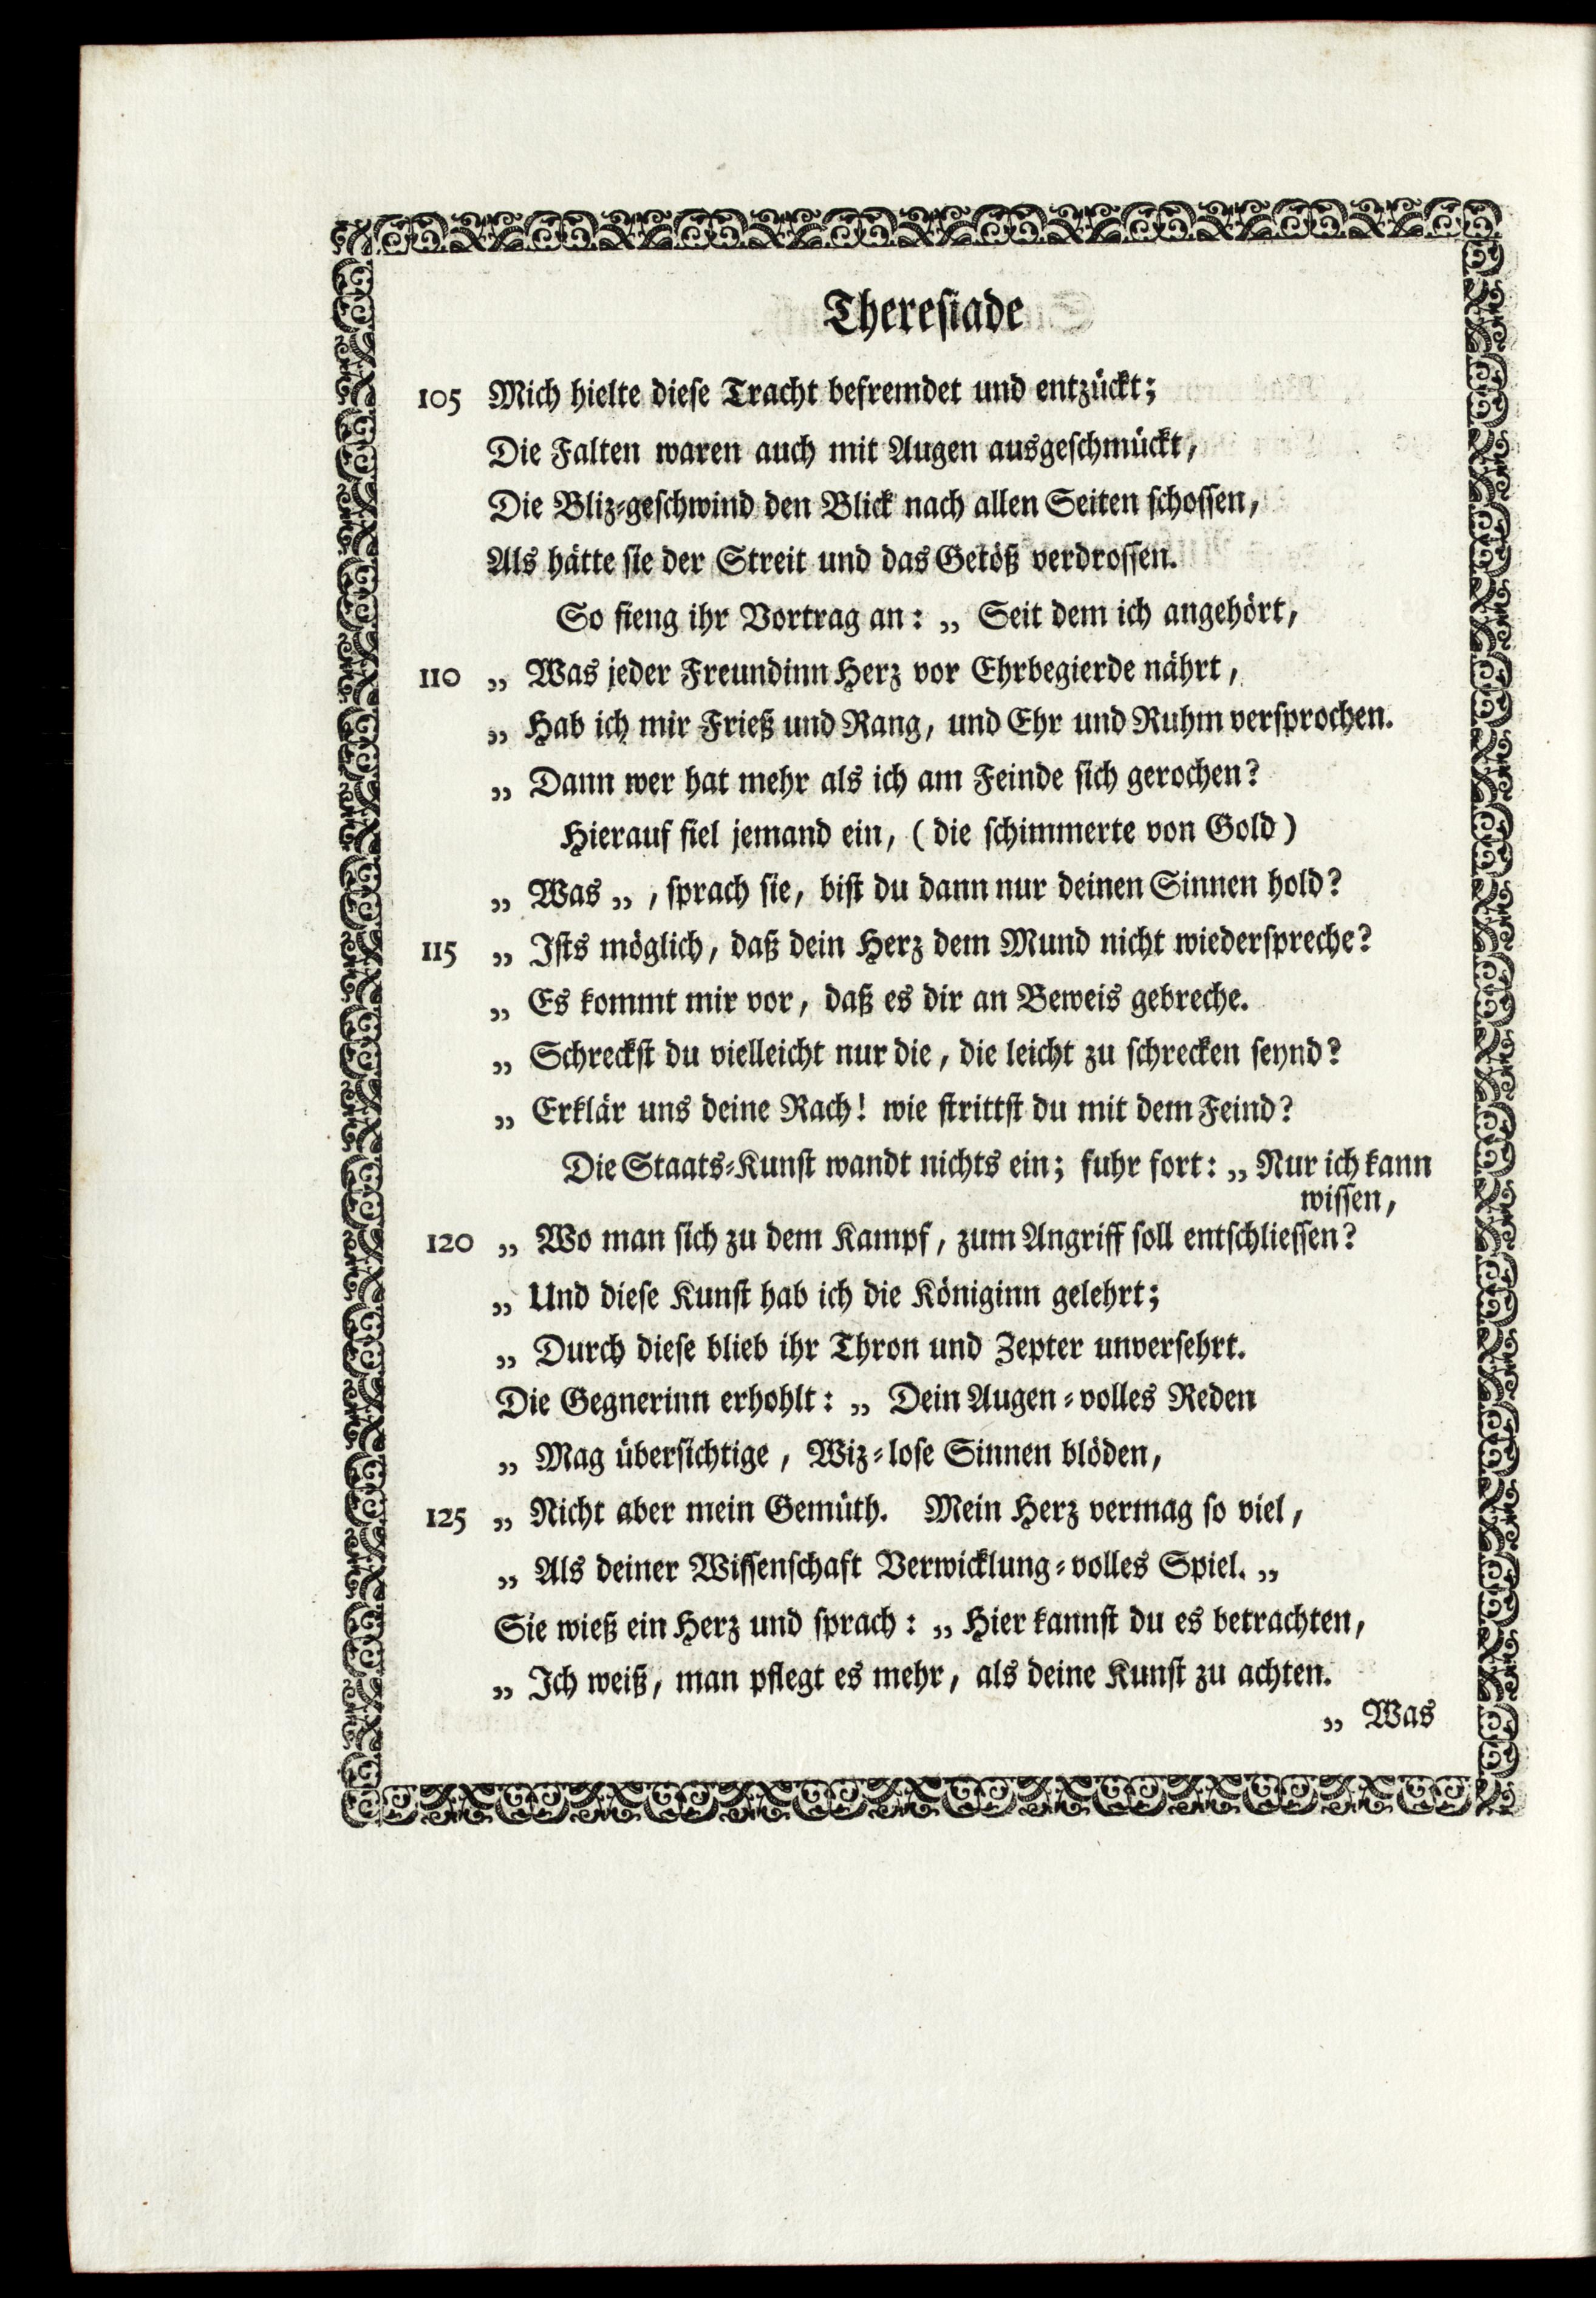 Theresiade
105 Mich hielte diese Tracht befremdet und entzückt;
Die Falten waren auch mit Augen ausgeschmückt,
Die Bliz-geschwind den Blick nach allen Seiten schossen,
Als hätte sie der Streit und das Getöß verdrossen.
So fieng ihr Vortrag an: „ Seit dem ich angehört,
110 „ Was jeder Freundinn Herz vor Ehrbegierde nährt,
„ Hab ich mir Frieß und Rang, und Ehr und Ruhm versprochen.
„ Dann wer hat mehr als ich am Feinde sich gerochen?
Hierauf fiel jemand ein, (die schimmerte von Gold)
„ Was „, sprach sie, bist du dann nur deinen Sinnen hold?
115 „ Ists möglich, daß dein Herz dem Mund nicht wiederspreche?
„ Es kommt mir vor, daß es dir an Beweis gebreche.
„ Schreckst du vielleicht nur die, die leicht zu schrecken seynd?
„ Erklär uns deine Rach! wie strittst du mit dem Feind?
Die Staats-Kunst wandt nichts ein; fuhr fort: „ Nur ich kann
wissen,
120 „ Wo man sich zu dem Kampf, zum Angriff soll entschliessen?
„ Und diese Kunst hab ich die Königinn gelehrt;
„ Durch diese blieb ihr Thron und Zepter unversehrt.
Die Gegnerinn erhohlt: „ Dein Augen-volles Reden
„ Mag übersichtige, Wiz-lose Sinnen blöden,
125 „ Nicht aber mein Gemüth. Mein Herz vermag so viel,
„ Als deiner Wissenschaft Verwicklung-volles Spiel. „
Sie wieß ein Herz und sprach: „ Hier kannst du es betrachten,
„ Ich weiß, man pflegt es mehr, als deine Kunst zu achten.
„ Was